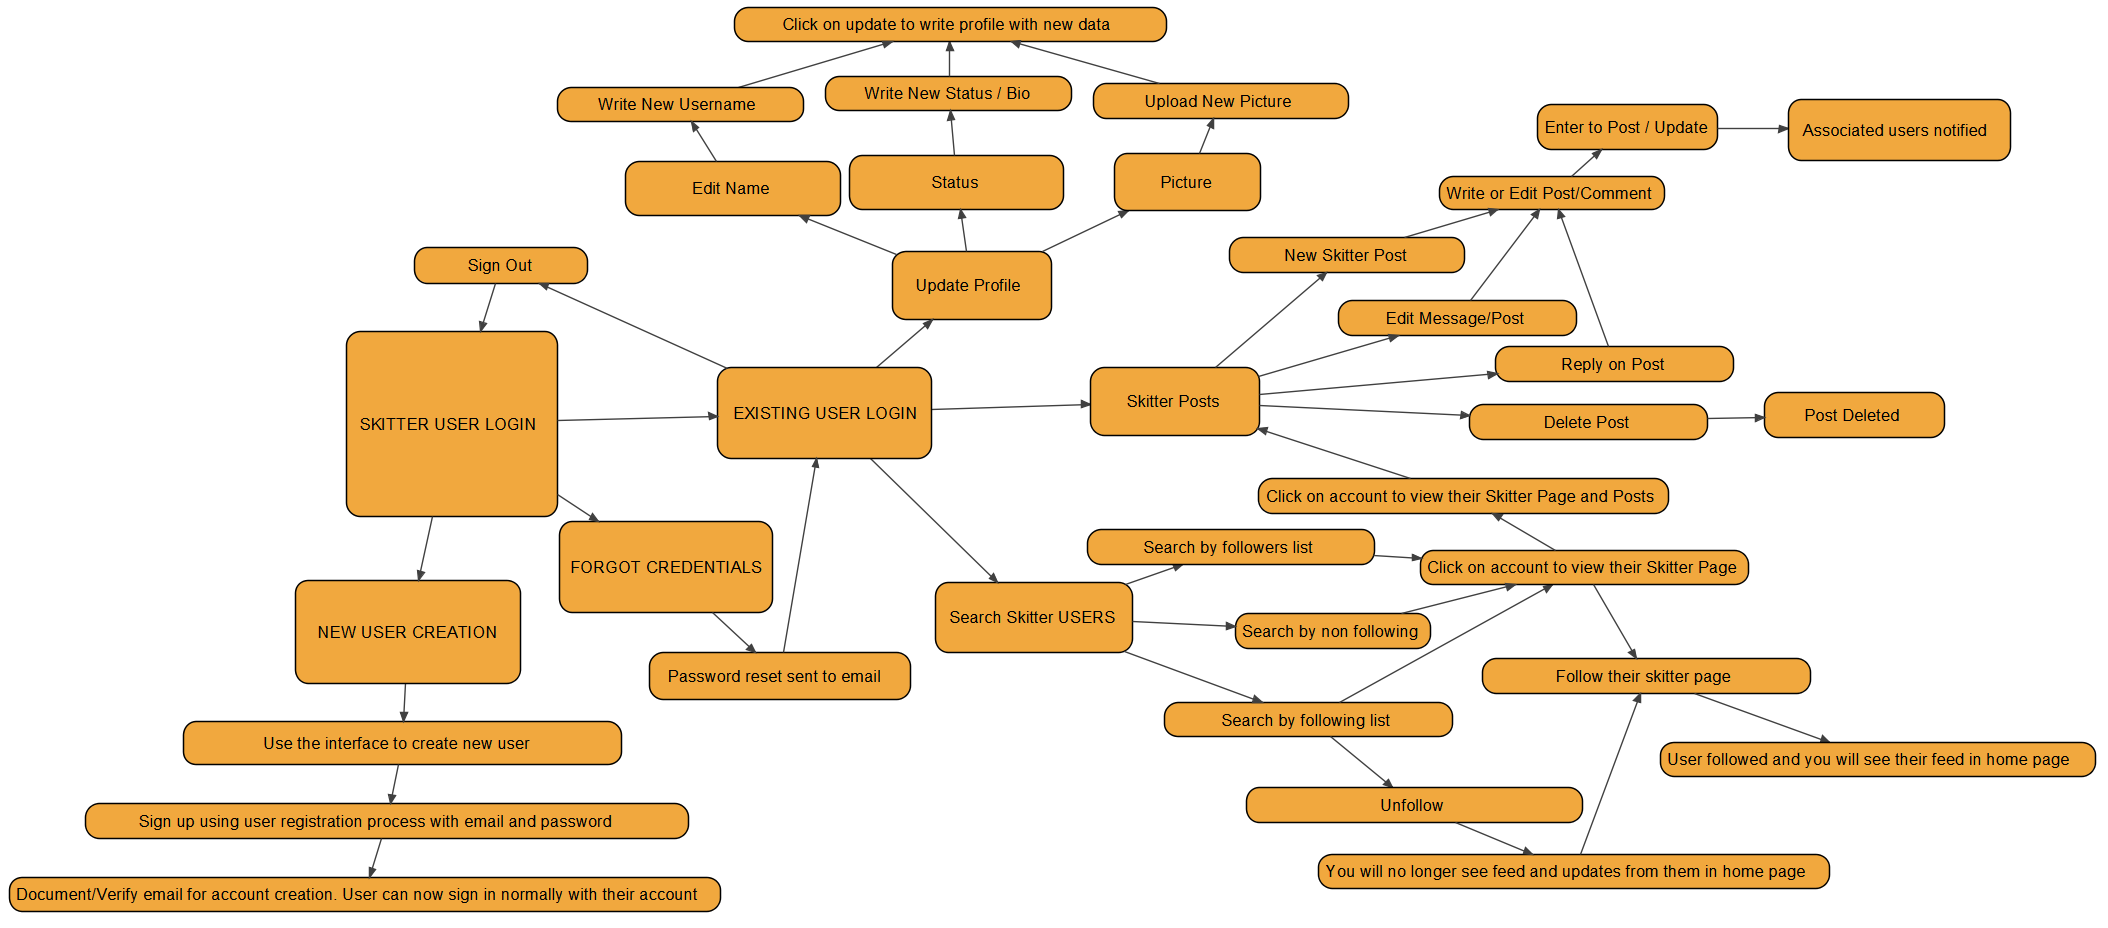 Click on update to write profile with new data
Write New Username
Write New Status / Bio
Upload New Picture
Enter to Post / Update
Associated users notified
Edit Name
Status
Picture
Write or Edit Post/Comment
Sign Out
Update Profile
New Skitter Post
Edit Message/Post
Reply on Post
SKITTER USER LOGIN
EXISTING USER LOGIN
Skitter Posts
Delete Post
Post Deleted
Click on account to view their Skitter Page and Posts
FORGOT CREDENTIALS
Search by followers list
Click on account to view their Skitter Page
NEW USER CREATION
Search Skitter USERS
Search by non following
Password reset sent to email
Follow their skitter page
Search by following list
Use the interface to create new user
User followed and you will see their feed in home page
Unfollow
Sign up using user registration process with email and password
You will no longer see feed and updates from them in home page
Document/Verify email for account creation. User can now sign in normally with their account